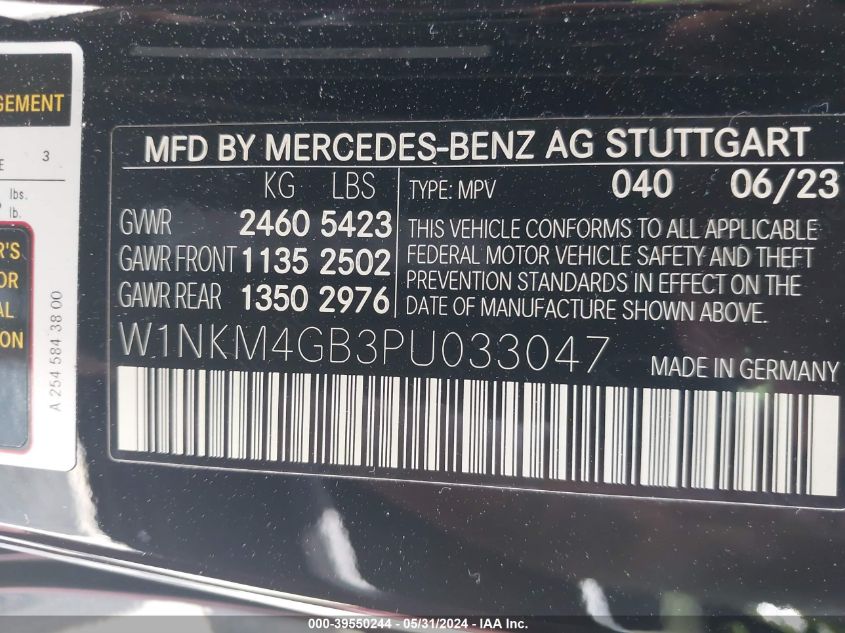 GEMENT
E 3
lbs.
lb.
R'S
OR
AL
ON
A 254 584 38 00
MFD BY MERCEDES-BENZ AG STUTTGART
KG LBS TYPE: MPV 040 06/23
GVWR 2460 5423
GAWR FRONT 1135 2502
GAWR REAR 1350 2976
THIS VEHICLE CONFORMS TO ALL APPLICABLE
FEDERAL MOTOR VEHICLE SAFETY AND THEFT
PREVENTION STANDARDS IN EFFECT ON THE
DATE OF MANUFACTURE SHOWN ABOVE.
W1NKM4GB3PU033047
MADE IN GERMANY
000-39550244 - 05/31/2024 - IAA Inc.